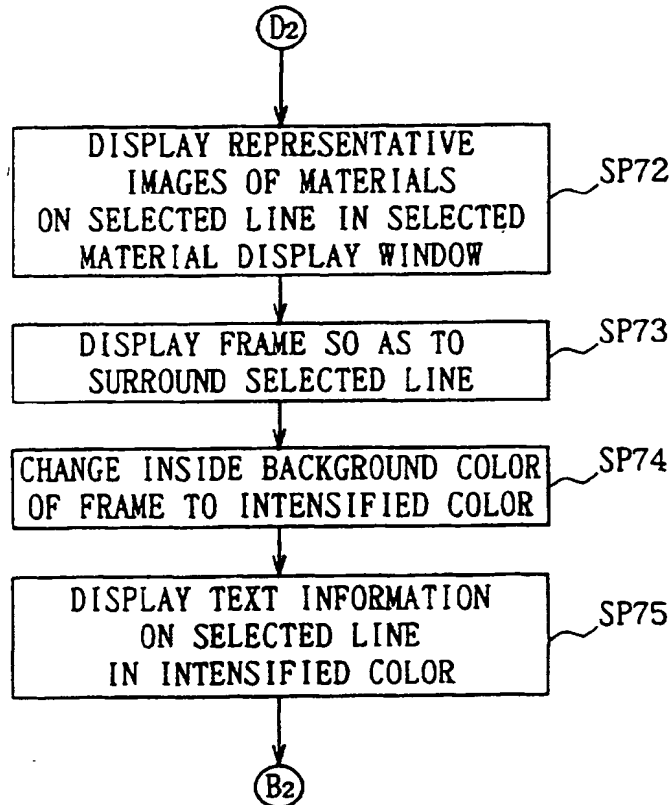 D2
DISPLAY REPRESENTATIVE
IMAGES OF MATERIALS
ON SELECTED LINE IN SELECTED
MATERIAL DISPLAY WINDOW
SP72
DISPLAY FRAME SO AS TO
SURROUND SELECTED LINE
SP73
CHANGE INSIDE BACKGROUND COLOR
OF FRAME TO INTENSIFIED COLOR
SP74
DISPLAY TEXT INFORMATION
ON SELECTED LINE
IN INTENSIFIED COLOR
SP75
B2